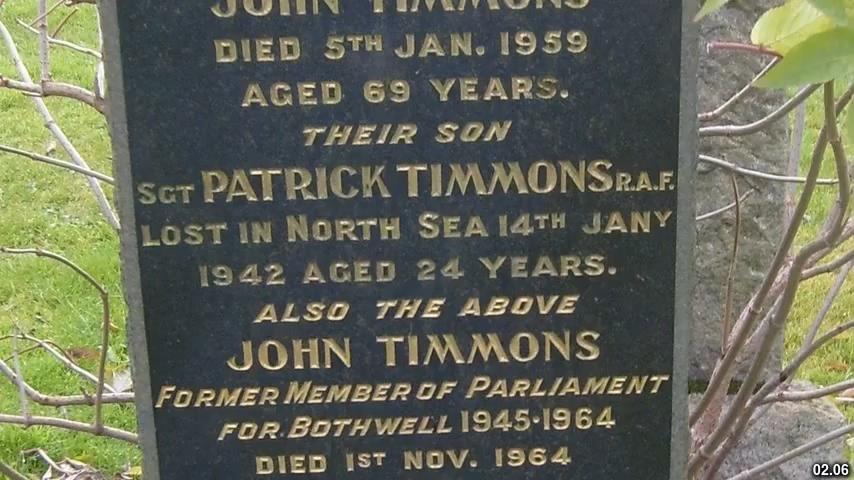 JOHN TIMMONS
DIED 5TH JAN. 1959
AGED 69 YEARS.
THEIR SON
SGT PATRICK TIMMONS R.A.F.
LOST IN NORTH SEA 14TH JANY
1942 AGED 24 YEARS.
ALSO THE ABOVE
JOHN TIMMONS
FORMER MEMBER OF PARLIAMENT
FOR BOTHWELL 1945·1964
DIED 1ST NOV. 1964
02.06